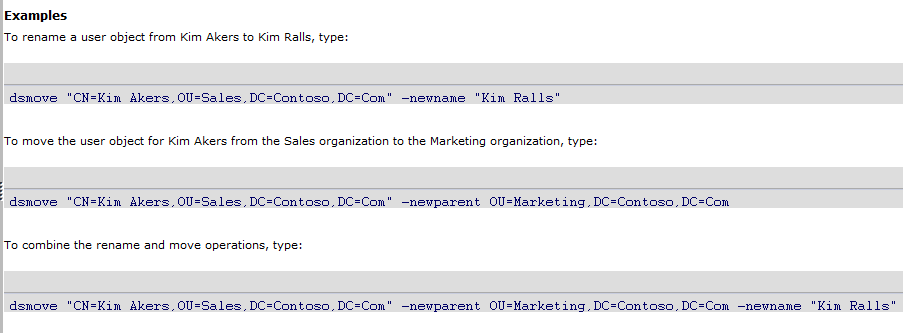 Examples
To rename a user object from Kim Akers to Kim Ralls, type:
dsmove "CN=Kim Akers,OU=Sales,DC=Contoso,DC=Com" –newname "Kim Ralls"
To move the user object for Kim Akers from the Sales organization to the Marketing organization, type:
dsmove "CN=Kim Akers,OU=Sales,DC=Contoso,DC=Com" –newparent OU=Marketing,DC=Contoso,DC=Com
To combine the rename and move operations, type:
dsmove "CN=Kim Akers,OU=Sales,DC=Contoso,DC=Com" –newparent OU=Marketing,DC=Contoso,DC=Com –newname "Kim Ralls"